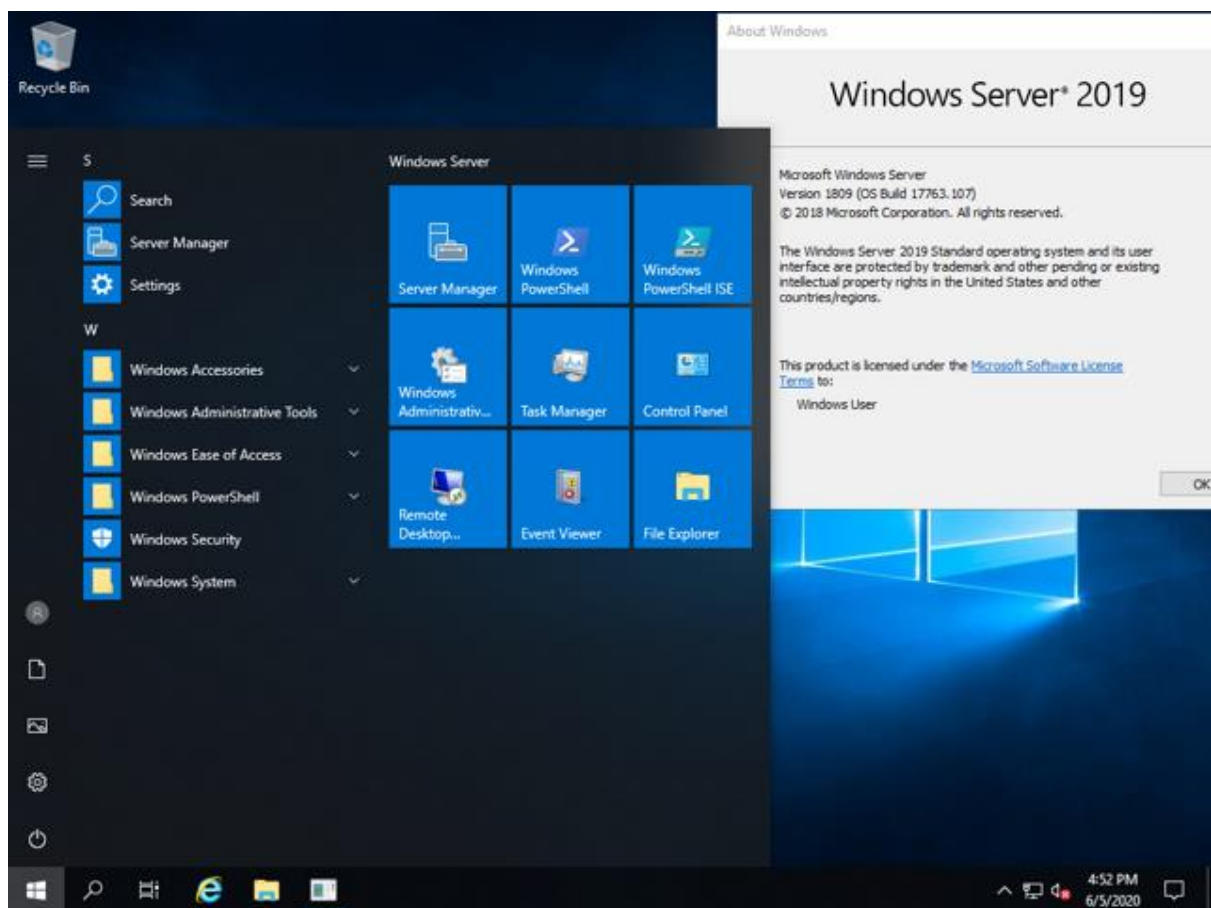 Recycle Bin
About Windows
Windows Server® 2019
Microsoft Windows Server
Version 1809 (OS Build 17763.107)
© 2018 Microsoft Corporation. All rights reserved.
The Windows Server 2019 Standard operating system and its user
interface are protected by trademark and other pending or existing
intellectual property rights in the United States and other
countries/regions.
This product is licensed under the Microsoft Software License
Terms to:
Windows User
OK
S
Search
Server Manager
Settings
W
Windows Accessories
Windows Administrative Tools
Windows Ease of Access
Windows PowerShell
Windows Security
Windows System
Windows Server
Server Manager
Windows
PowerShell
Windows
PowerShell ISE
Windows
Administrativ...
Task Manager
Control Panel
Remote
Desktop...
Event Viewer
File Explorer
4:52 PM
6/5/2020